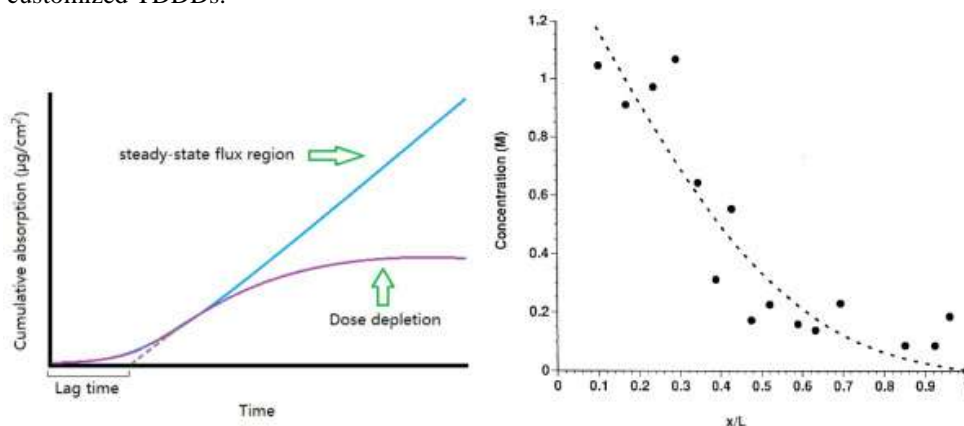 customized TDDDs.
Cumulative absorption (µg/cm²)
steady-state flux region
Dose depletion
Lag time
Time
Concentration (M)
1.2
1
0.8
0.6
0.4
0.2
0
0 0.1 0.2 0.3 0.4 0.5 0.6 0.7 0.8 0.9
x/L